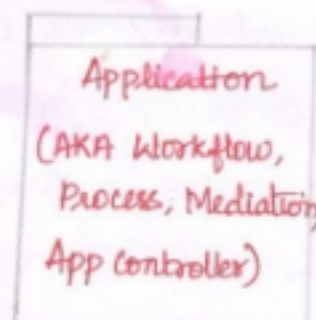 Application
(AKA Workflow,
Process, Mediation,
App Controller)